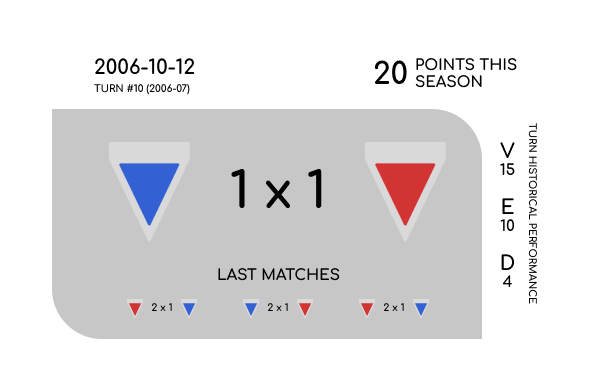 2006-10-12
TURN #10 (2006-07)
20 POINTS THIS
SEASON
1 x 1
LAST MATCHES
2 x 1
2 x 1
2 x 1
V
15
E
10
D
4
TURN HISTORICAL PERFORMANCE